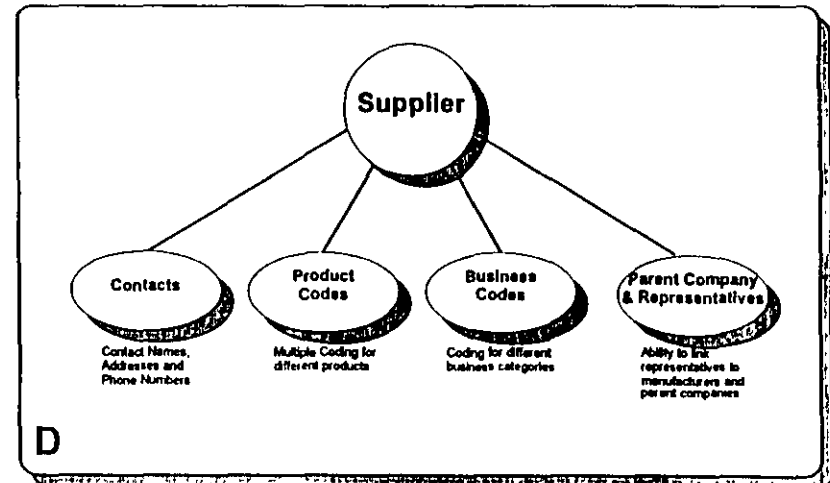 Supplier
Contacts
Product
Codes
Business
Codes
Parent Company
& Representatives
Contact Names,
Addresses and
Phone Numbers
Multiple Coding for
different products
Coding for different
business categories
Ability to link
representatives to
manufacturers and
parent companies
D